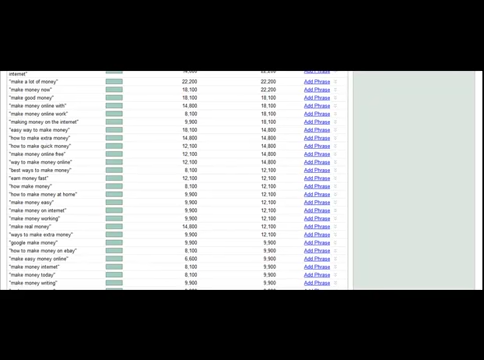 internet"
"make a lot of money" 22,200 22,200 Add Phrase
"make money now" 18,100 18,100 Add Phrase
"make good money" 18,100 18,100 Add Phrase
"make money online with" 14,800 18,100 Add Phrase
"make money online work" 8,100 18,100 Add Phrase
"making money on the internet" 9,900 18,100 Add Phrase
"easy way to make money" 18,100 14,800 Add Phrase
"how to make extra money" 18,100 14,800 Add Phrase
"how to make quick money" 12,100 14,800 Add Phrase
"make money online free" 12,100 14,800 Add Phrase
"way to make money online" 12,100 14,800 Add Phrase
"best ways to make money" 8,100 12,100 Add Phrase
"earn money fast" 12,100 12,100 Add Phrase
"how make money" 8,100 12,100 Add Phrase
"how to make money at home" 9,900 12,100 Add Phrase
"make money easy" 9,900 12,100 Add Phrase
"make money on internet" 9,900 12,100 Add Phrase
"make money working" 9,900 12,100 Add Phrase
"make real money" 14,800 12,100 Add Phrase
"ways to make extra money" 9,900 12,100 Add Phrase
"google make money" 9,900 9,900 Add Phrase
"how to make money on ebay" 8,100 9,900 Add Phrase
"make easy money online" 6,600 9,900 Add Phrase
"make money internet" 8,100 9,900 Add Phrase
"make money today" 8,100 9,900 Add Phrase
"make money writing" 9,900 9,900 Add Phrase